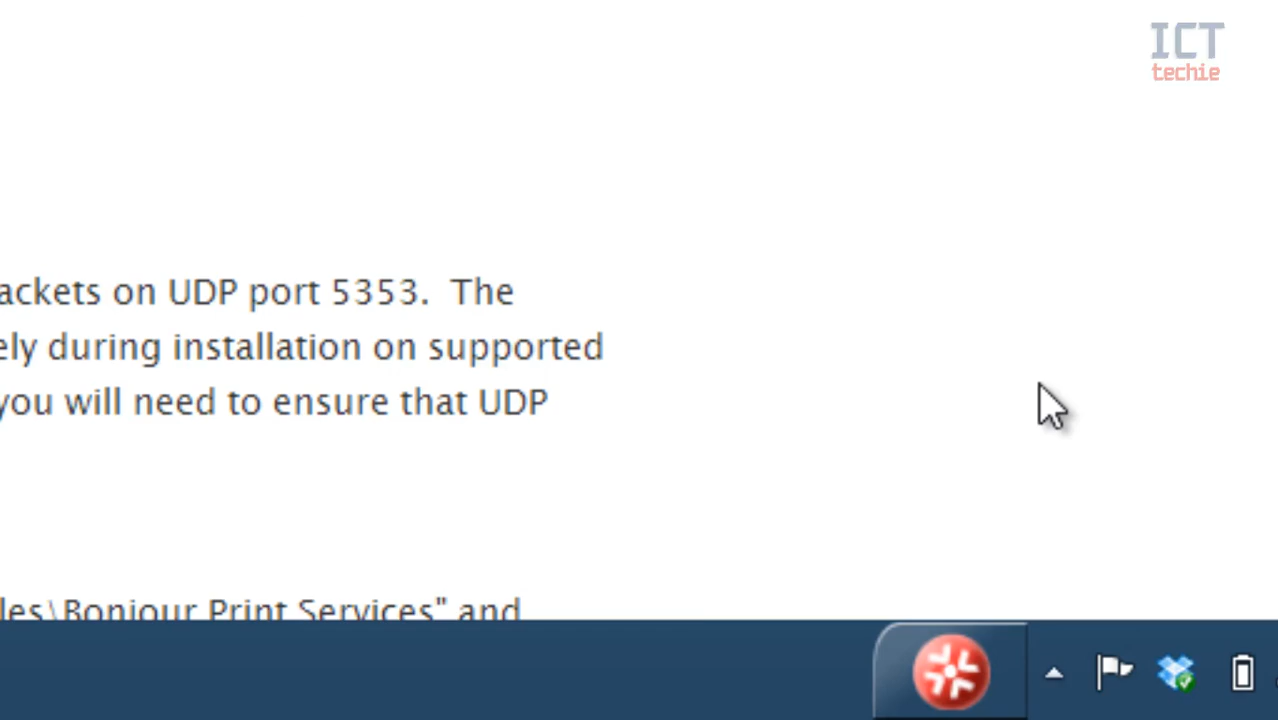 ICT
techie
ackets on UDP port 5353. The
ely during installation on supported
you will need to ensure that UDP
les\Bonjour Print Services" and